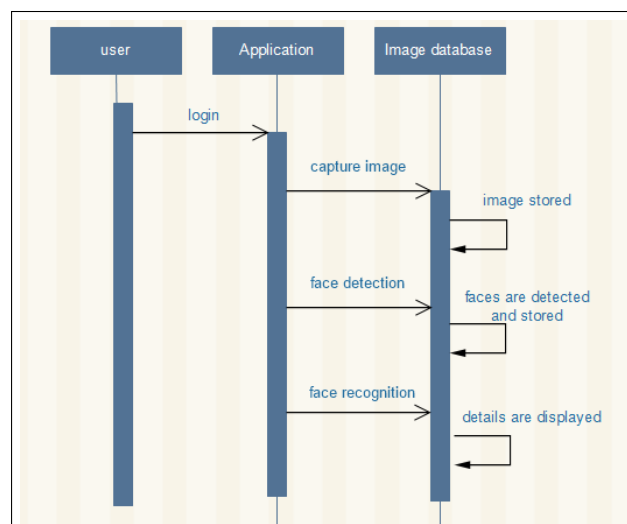 user
Application
Image database
login
capture image
image stored
face detection
faces are detected
and stored
face recognition
details are displayed